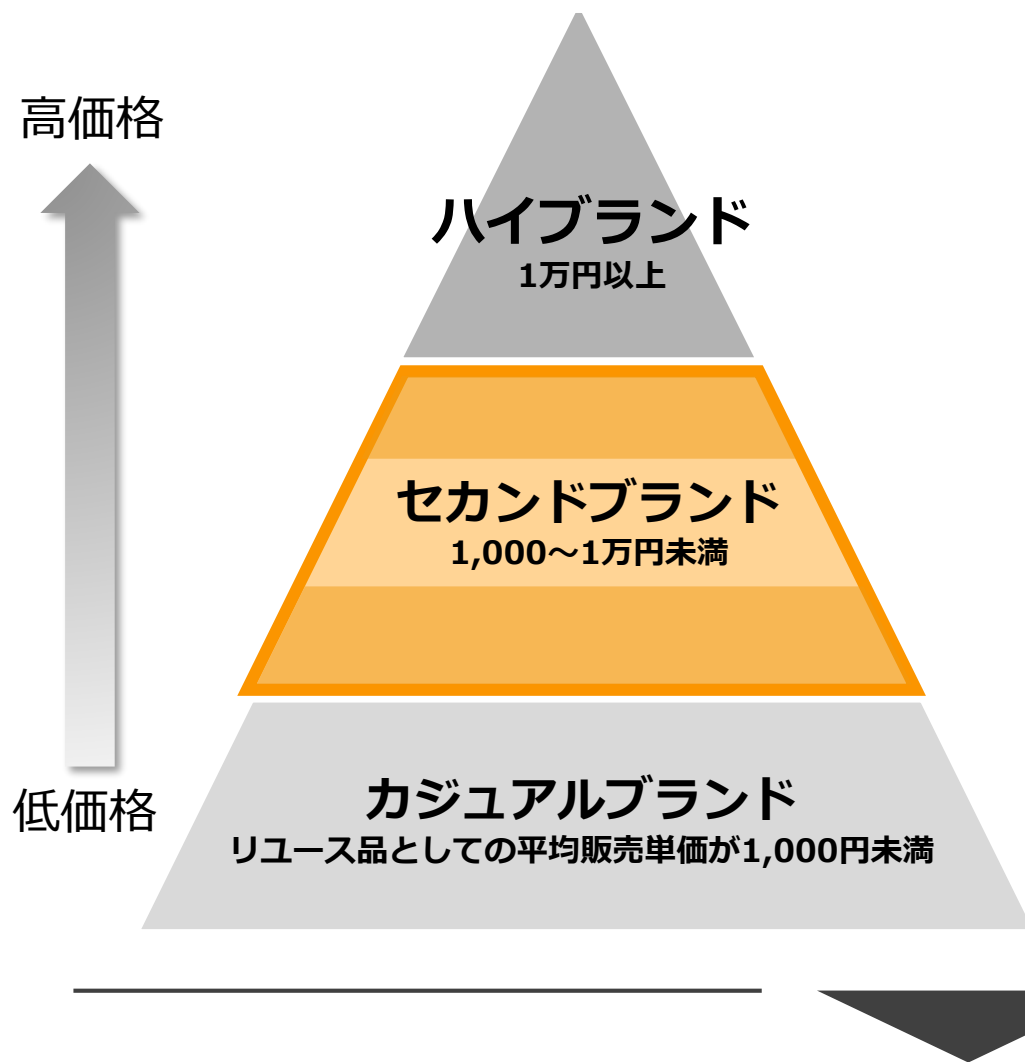 高価格
ハイブランド
1万円以上
セカンドブランド
1,000～1万円未満
低価格
カジュアルブランド
リユース品としての平均販売単価が1,000円未満